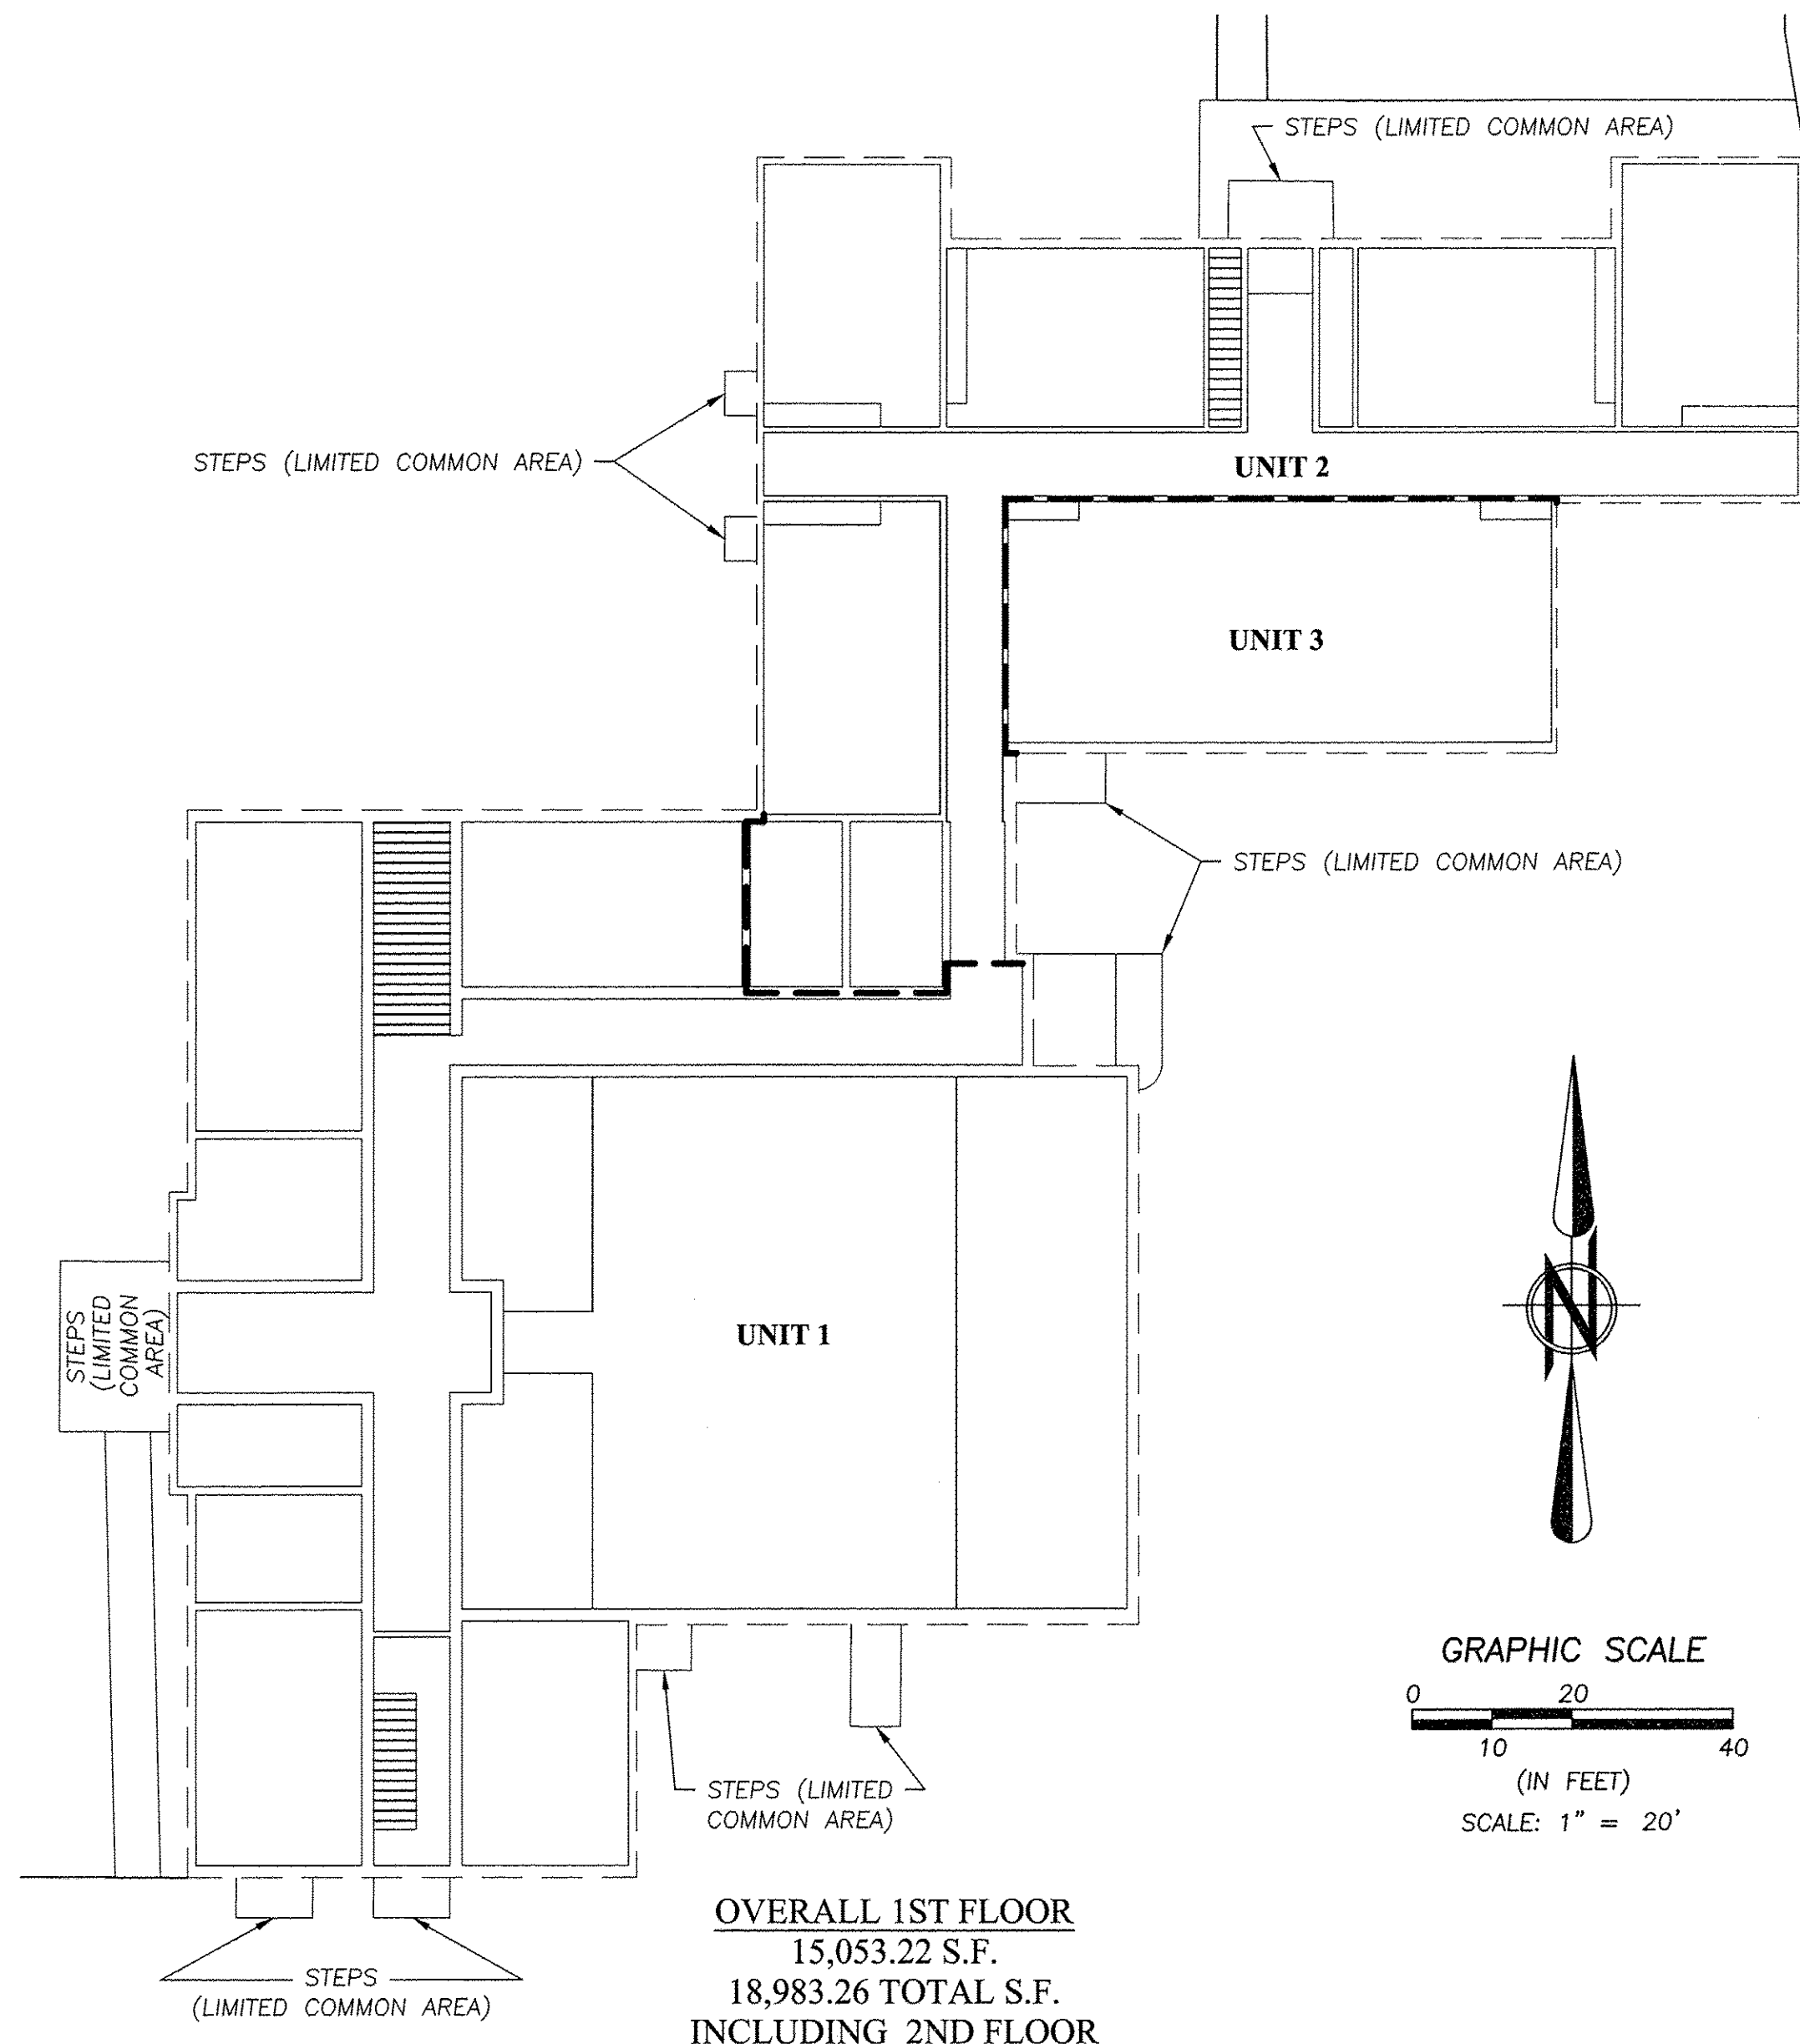 STEPS (LIMITED COMMON AREA)
STEPS (LIMITED COMMON AREA)
UNIT 2
UNIT 3
STEPS (LIMITED COMMON AREA)
STEPS
(LIMITED
COMMON
AREA)
UNIT 1
N
GRAPHIC SCALE
0 20
10 40
(IN FEET)
SCALE: 1" = 20'
STEPS (LIMITED
COMMON AREA)
STEPS
(LIMITED COMMON AREA)
OVERALL 1ST FLOOR
15,053.22 S.F.
18,983.26 TOTAL S.F.
INCLUDING 2ND FLOOR